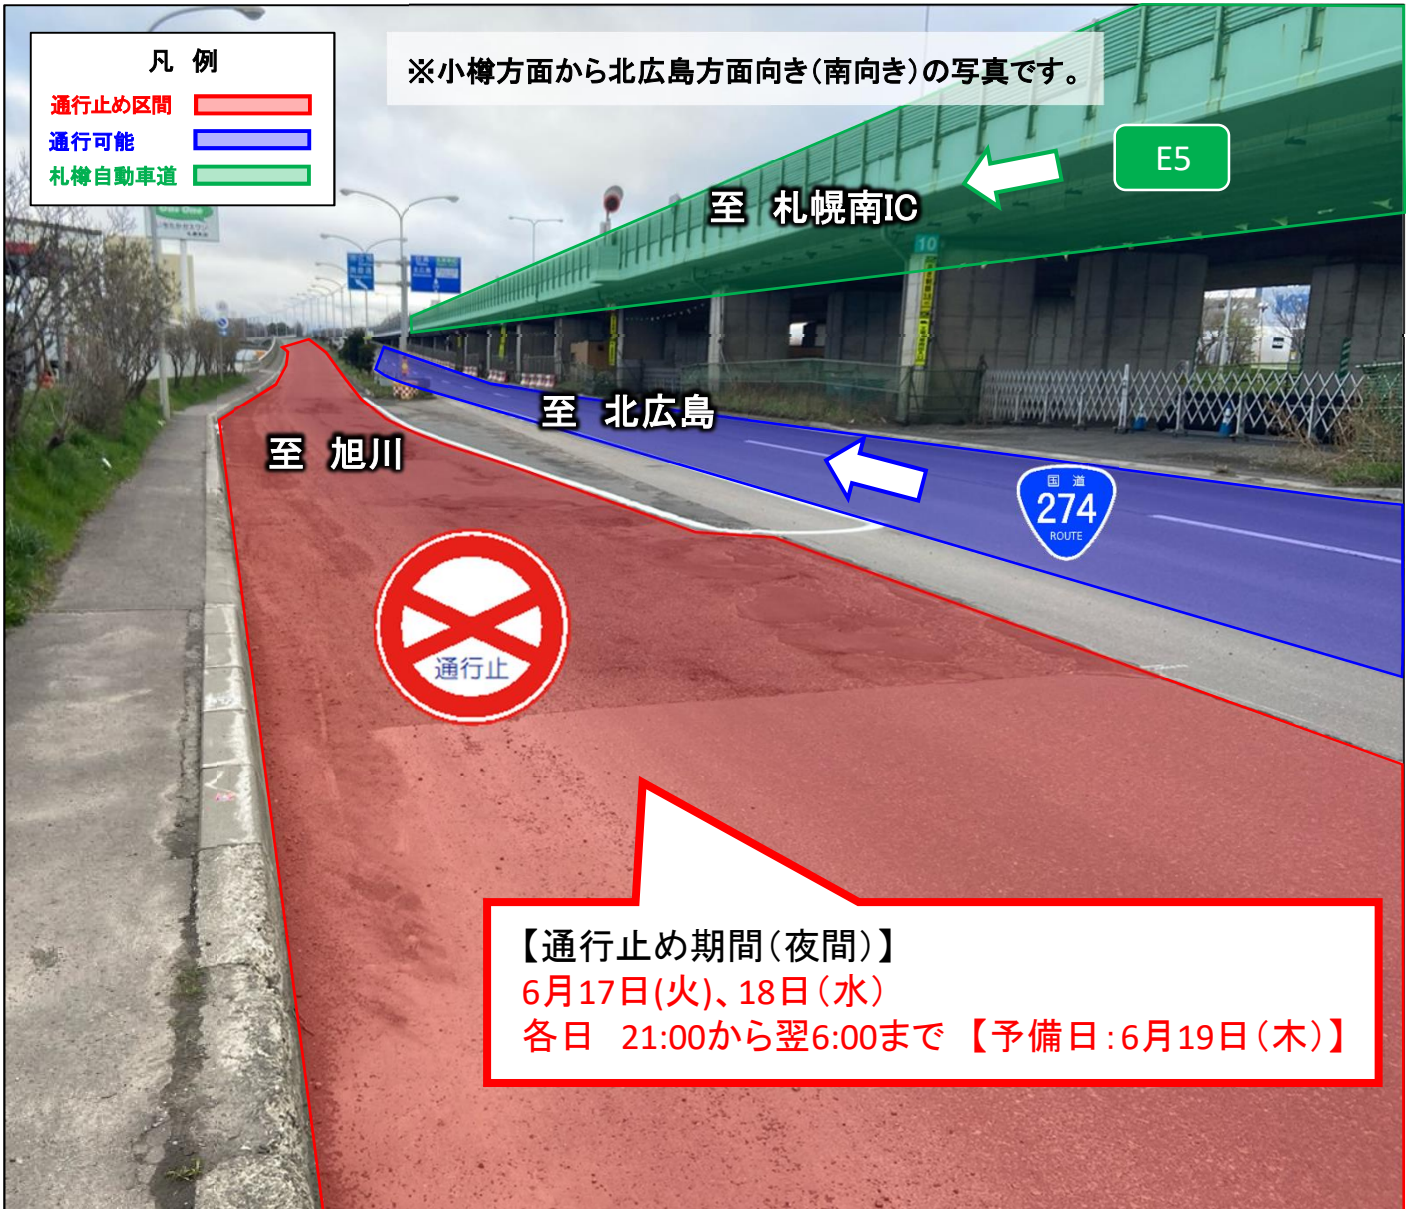 凡 例
通行止め区間
通行可能
札樽自動車道
※小樽方面から北広島方面向き(南向き)の写真です。
E5
至 札幌南IC
10
至 北広島
至 旭川
国道
274
ROUTE
通行止
【通行止め期間(夜間)】
6月17日(火)、18日(水)
各日 21:00から翌6:00まで 【予備日:6月19日(木)】